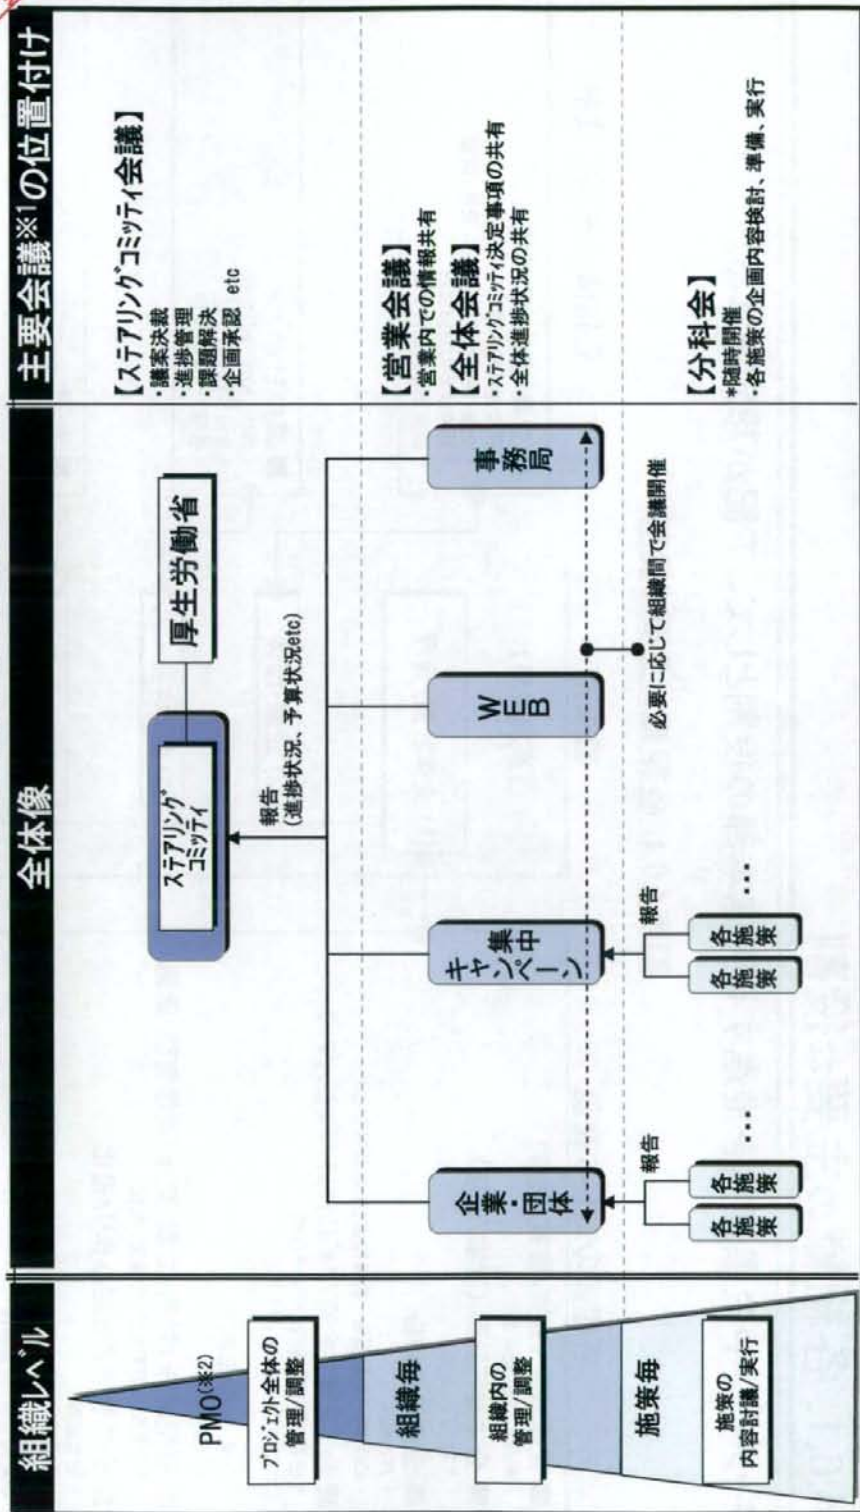 組織レベル
全体像
主要会議※1の位置付け
PMO(※2)
プロジェクト全体の
管理/調整
組織毎
組織内の
管理/調整
施策毎
施策の
内容討議/実行
ステアリング
コミッティ
厚生労働省
報告
(進捗状況、予算状況etc)
企業・団体
集中
キャンペーン
WEB
事務局
必要に応じて組織間で会議開催
報告
各施策
各施策
…
報告
各施策
各施策
…
【ステアリングコミッティ会議】
・議案決裁
・進捗管理
・課題解決
・企画承認 etc
【営業会議】
・営業内での情報共有
【全体会議】
・ステアリングコミッティ決定事項の共有
・全体進捗状況の共有
【分科会】
*随時開催
・各施策の企画内容検討、準備、実行